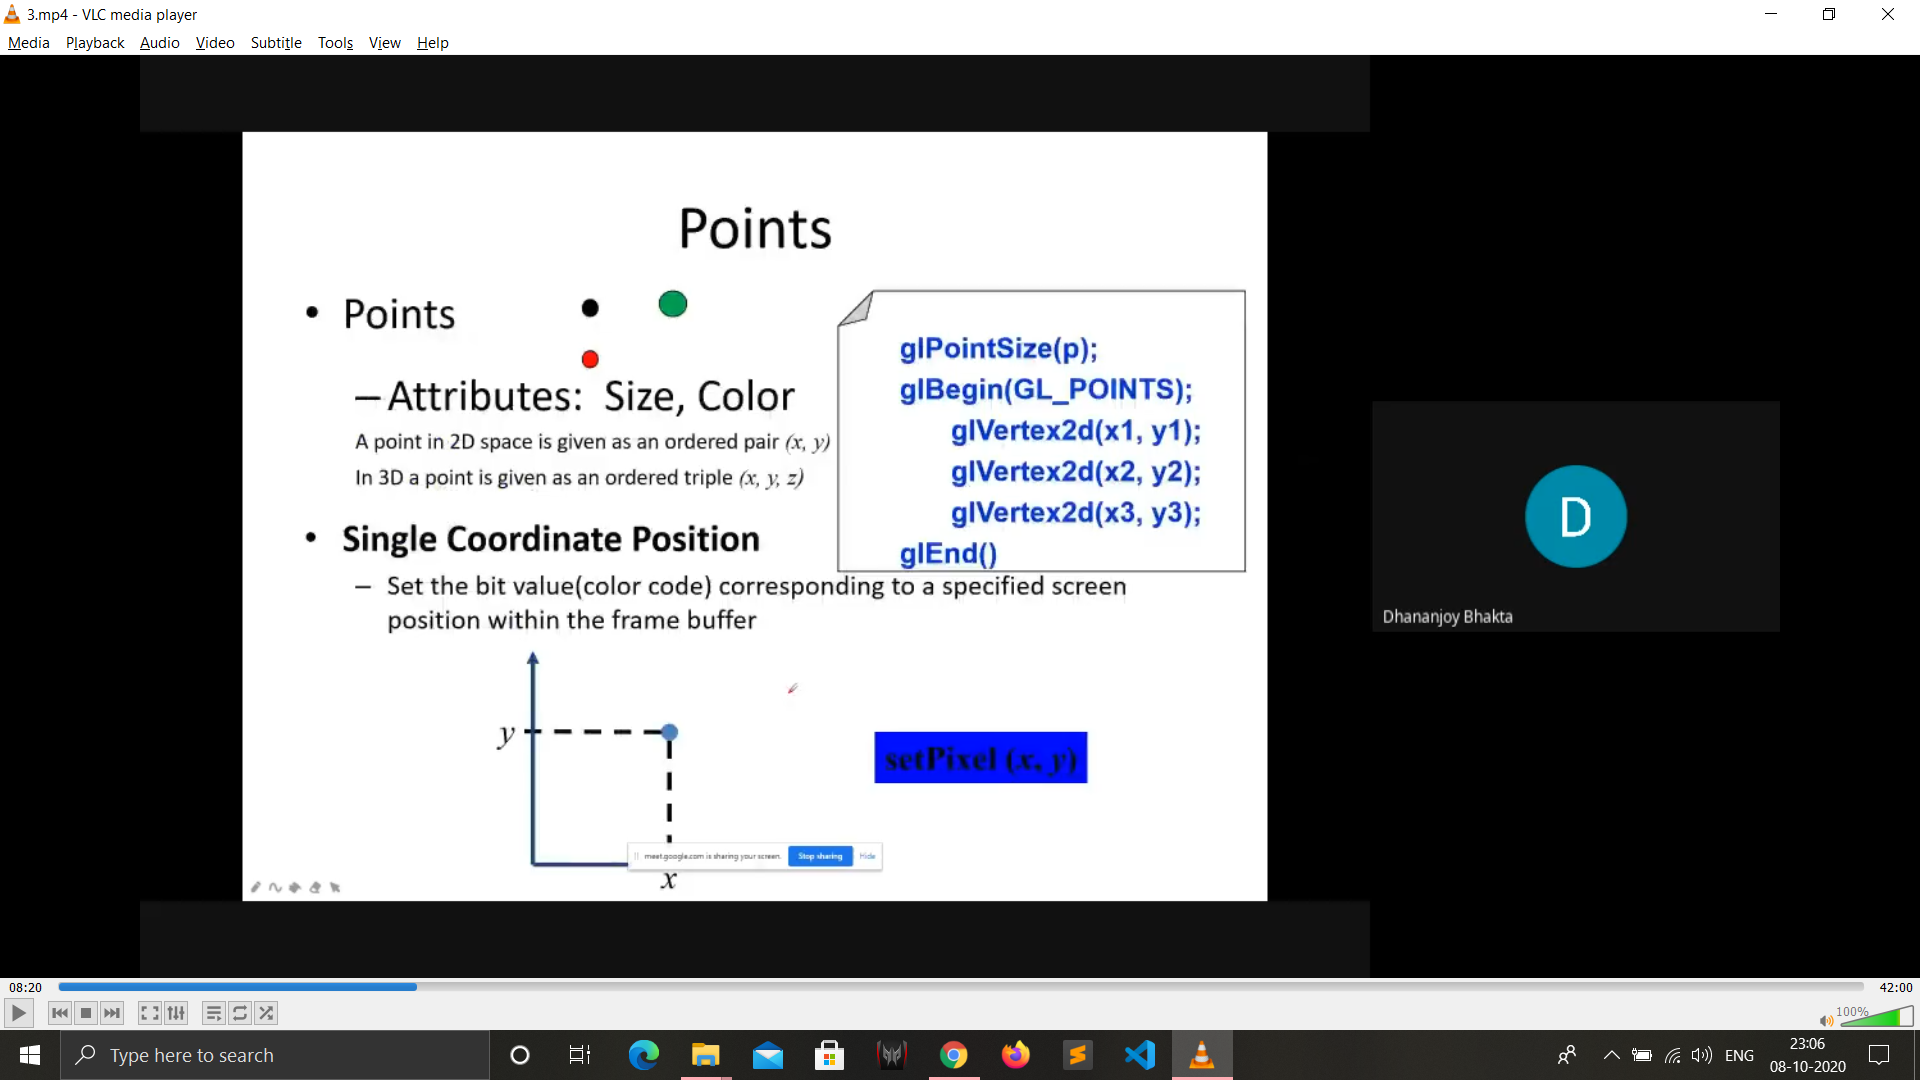 3.mp4 - VLC media player
Media Playback Audio Video Subtitle Tools View Help
Points
• Points
– Attributes: Size, Color
A point in 2D space is given as an ordered pair (x, y)
In 3D a point is given as an ordered triple (x, y, z)
glPointSize(p);
glBegin(GL_POINTS);
glVertex2d(x1, y1);
glVertex2d(x2, y2);
glVertex2d(x3, y3);
glEnd()
• Single Coordinate Position
– Set the bit value(color code) corresponding to a specified screen
position within the frame buffer
y
setPixel (x, y)
meet.google.com is sharing your screen. Stop sharing Hide
x
D
Dhananjoy Bhakta
08:20
42:00
100%
Type here to search
ENG
23:06
08-10-2020